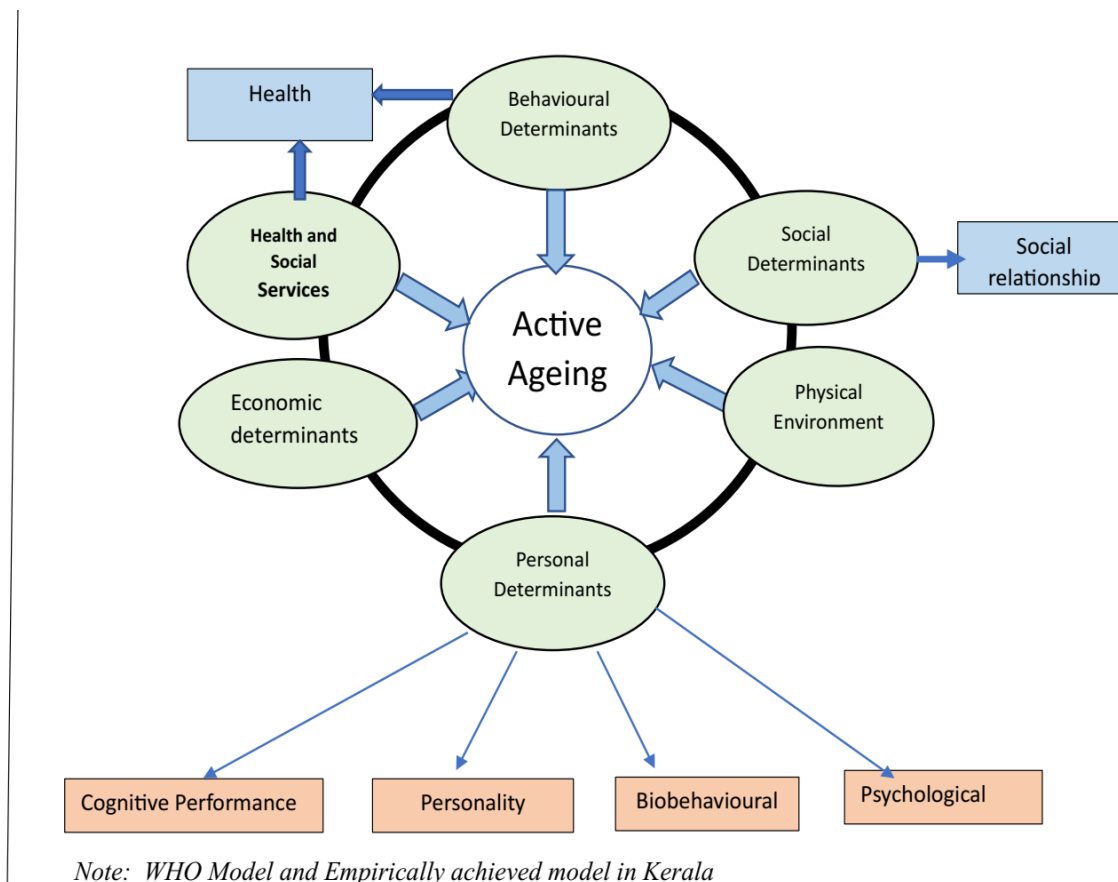 Health
Behavioural
Determinants
Health and
Social
Services
Social
Determinants
Social
relationship
Active
Ageing
Economic
determinants
Physical
Environment
Personal
Determinants
Cognitive Performance
Personality
Biobehavioural
Psychological
Note: WHO Model and Empirically achieved model in Kerala